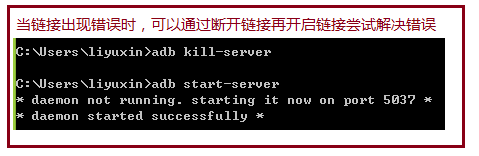 当链接出现错误时，可以通过断开链接再开启链接尝试解决错误
C:\Users\liyuxin>adb kill-server
C:\Users\liyuxin>adb start-server
* daemon not running. starting it now on port 5037 *
* daemon started successfully *